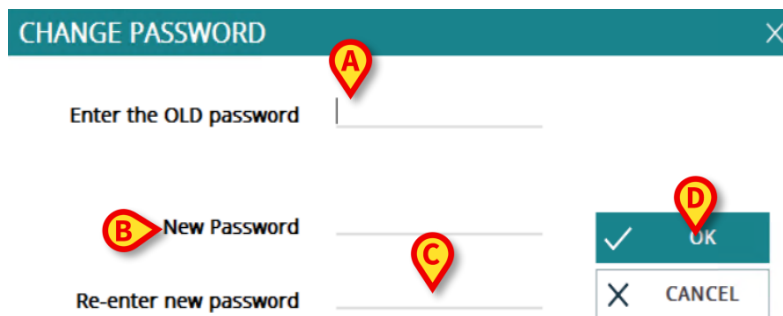 CHANGE PASSWORD
A
Enter the OLD password
D
B New Password
OK
C
Re-enter new password
CANCEL